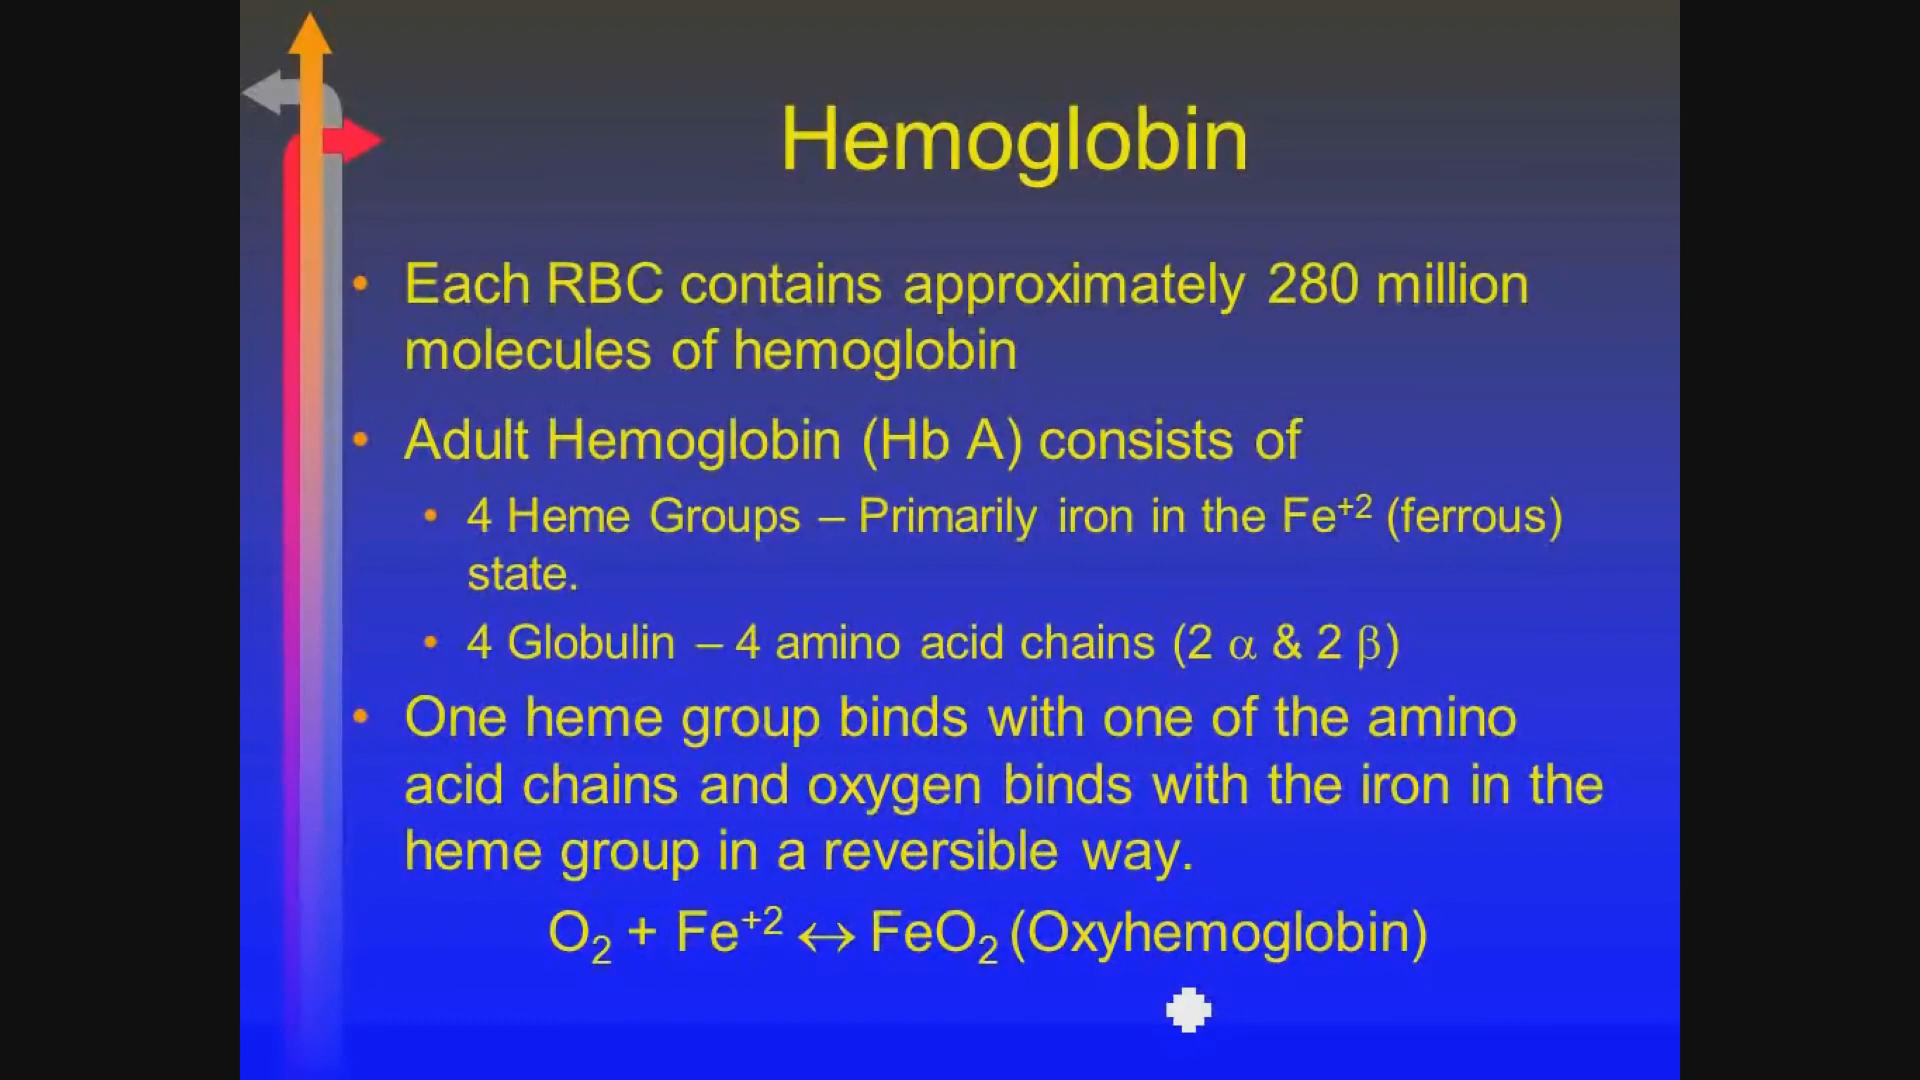 Hemoglobin
• Each RBC contains approximately 280 million
molecules of hemoglobin
• Adult Hemoglobin (Hb A) consists of
• 4 Heme Groups – Primarily iron in the Fe⁺² (ferrous)
state.
• 4 Globulin – 4 amino acid chains (2 α & 2 β)
• One heme group binds with one of the amino
acid chains and oxygen binds with the iron in the
heme group in a reversible way.
O₂ + Fe⁺² ↔ FeO₂ (Oxyhemoglobin)